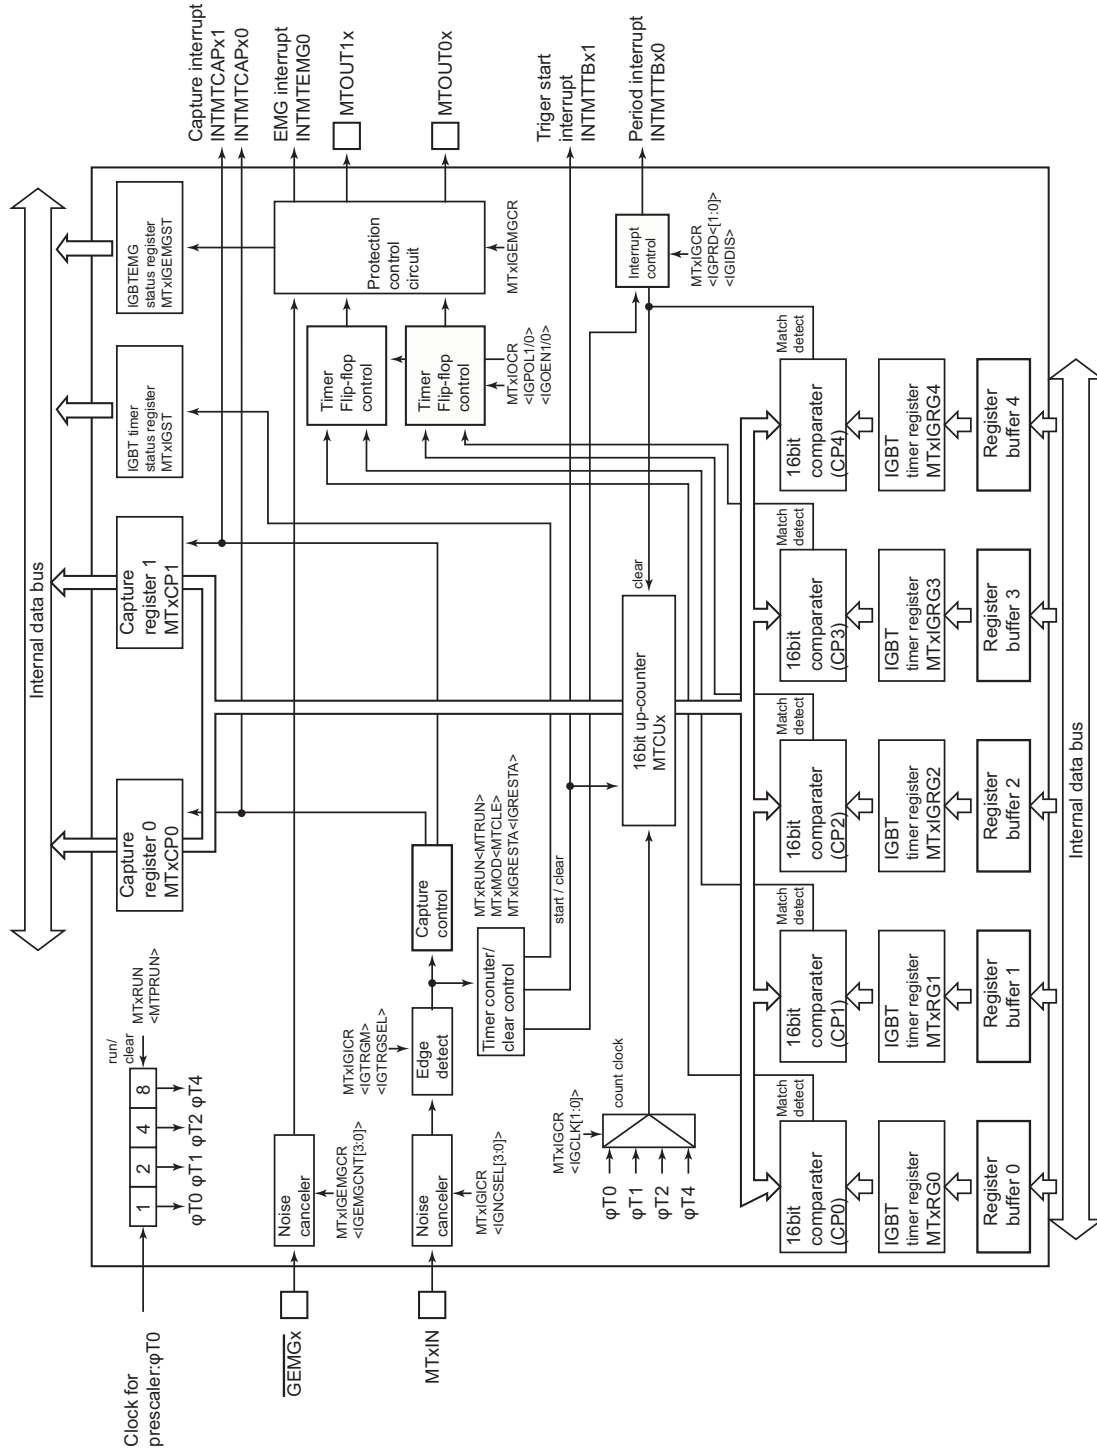 Clock for
prescaler:φT0
1
2
4
8
run/
clear
MTxRUN
<MTPRUN>
φT0
φT1
φT2
φT4
Internal data bus
Capture
register 0
MTxCP0
Capture
register 1
MTxCP1
IGBT timer
status register
MTxIGST
IGBTEMG
status register
MTxIGEMGST
Capture interrupt
INTMTCAPx1
INTMTCAPx0
EMG interrupt
INTMTEMG0
MTOUT1x
MTOUT0x
Triger start
interrupt
INTMTTBx1
Period interrupt
INTMTTBx0
GEMGx
Noise
canceler
MTxIGEMGCR
<IGEMGCNT[3:0]>
Protection
control
circuit
MTxIGEMGCR
Timer
Flip-flop
control
Timer
Flip-flop
control
MTxIOCR
<IGPOL1/0>
<IGOEN1/0>
MTxIN
Noise
canceler
MTxIGICR
<IGNCSEL[3:0]>
MTxIGICR
<IGTRGM>
<IGTRGSEL>
Edge
detect
Capture
control
Timer conuter/
clear control
MTxRUN<MTRUN>
MTxMOD<MTCLE>
MTxIGRESTA<IGRESTA>
start / clear
MTxIGCR
<IGCLK[1:0]>
φT0
φT1
φT2
φT4
count clock
16bit up-counter
MTCUx
clear
Interrupt
control
MTxIGCR
<IGPRD<[1:0]>
<IGIDIS>
Match
detect
Match
detect
Match
detect
Match
detect
Match
detect
16bit
comparater
(CP0)
16bit
comparater
(CP1)
16bit
comparater
(CP2)
16bit
comparater
(CP3)
16bit
comparater
(CP4)
IGBT
timer register
MTxRG0
IGBT
timer register
MTxRG1
IGBT
timer register
MTxIGRG2
IGBT
timer register
MTxIGRG3
IGBT
timer register
MTxIGRG4
Register
buffer 0
Register
buffer 1
Register
buffer 2
Register
buffer 3
Register
buffer 4
Internal data bus